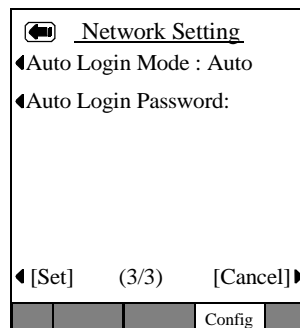 Network Setting
Auto Login Mode : Auto
Auto Login Password:
[Set] (3/3) [Cancel]
Config